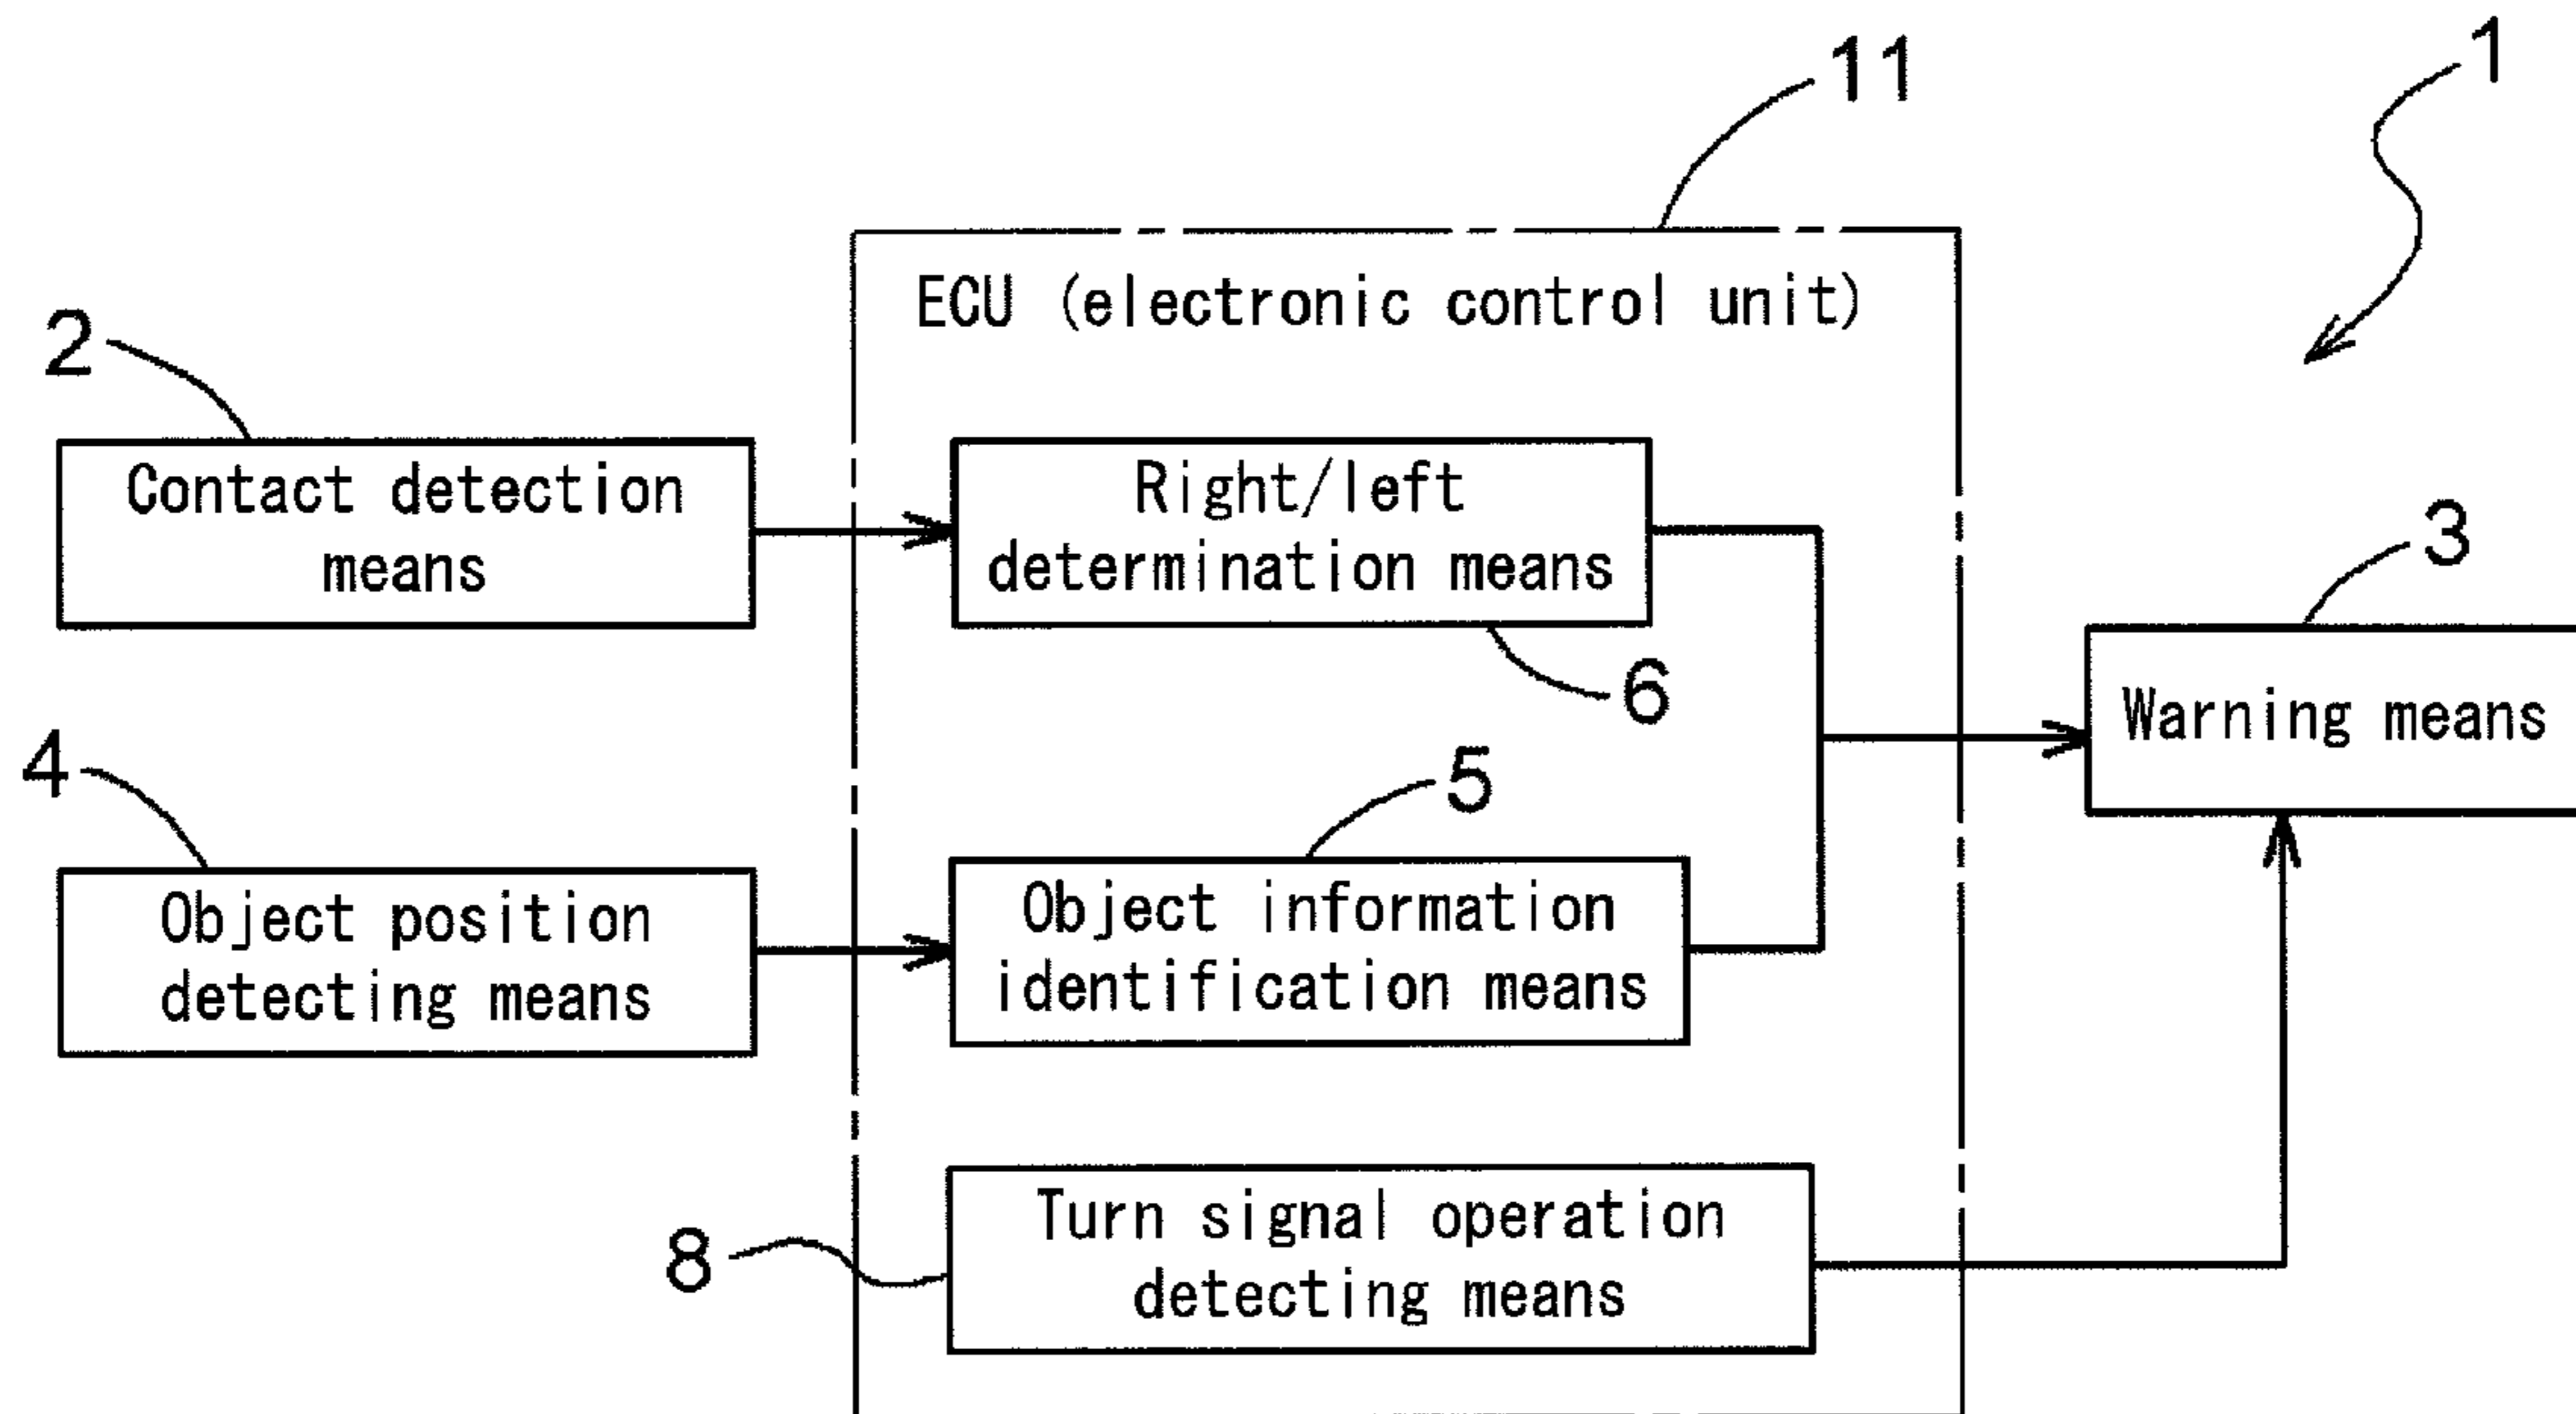 11
1
ECU (electronic control unit)
2
Contact detection
means
Right/left
determination means
3
6
Warning means
4
5
Object position
detecting means
Object information
identification means
8
Turn signal operation
detecting means